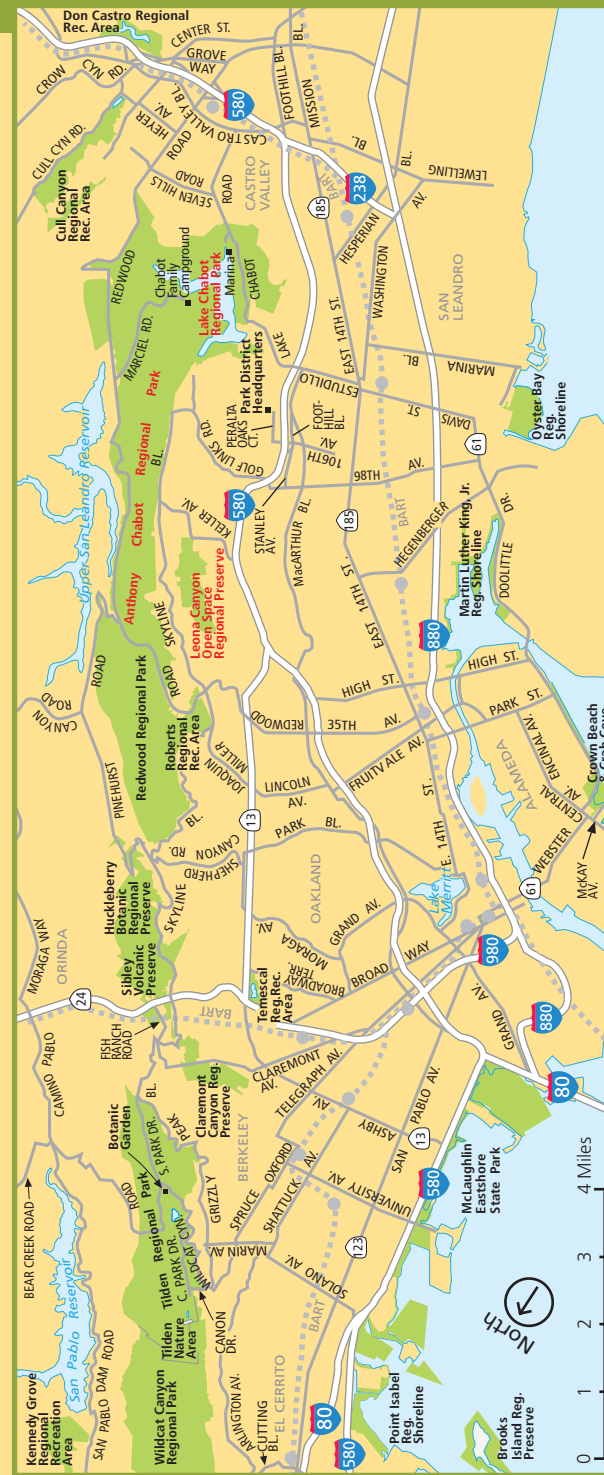 Kennedy Grove
Regional
Recreation
Area
San Pablo Reservoir
BEAR CREEK ROAD
SAN PABLO DAM ROAD
CAMINO PABLO
MORAGA WAY
ORINDA
24
Wildcat Canyon
Regional Park
Tilden
Nature
Area
Tilden Regional Park
C. PARK DR.
WILDCAT CYN.
ROAD
S. PARK DR.
Botanic
Garden
CANON
DR.
GRIZZLY
PEAK
BL.
FISH
RANCH
ROAD
Sibley
Volcanic
Preserve
Huckleberry
Botanic
Regional
Preserve
SKYLINE
BL.
PINEHURST
ROAD
CANYON
ROAD
Redwood Regional Park
Roberts
Regional
Rec. Area
Upper San Leandro Reservoir
Anthony Chabot Regional Park
SKYLINE
BL.
ROAD
REDWOOD
MARCIEL RD.
Chabot
Family
Campground
Lake Chabot
Regional Park
Marina
LAKE
CHABOT
ROAD
Cull Canyon
Regional
Rec. Area
CULL CYN RD.
CROW
CYN RD.
Don Castro Regional
Rec. Area
CENTER ST.
GROVE
WAY
HEYER
AV.
ROAD
SEVEN HILLS
ROAD
CASTRO VALLEY BL.
CASTRO
VALLEY
580
FOOTHILL BL.
MISSION
BL.
BART
238
LEWELLING
BL.
HESPERIAN
BL.
WASHINGTON
AV.
185
EAST 14TH ST.
SAN
LEANDRO
ARLINGTON AV.
CUTTING
BL.
EL CERRITO
MARIN AV.
SPRUCE
OXFORD
SHATTUCK AV.
BERKELEY
Claremont
Canyon Reg.
Preserve
CLAREMONT
AV.
TELEGRAPH AV.
ASHBY
AV.
BART
Temescal
Reg.Rec.
Area
BROADWAY
TERR.
MORAGA
AV.
BROAD WAY
GRAND AV.
OAKLAND
SHEPHERD
CANYON
RD.
PARK BL.
13
JOAQUIN
MILLER
LINCOLN
AV.
REDWOOD
ROAD
35TH
AV.
FRUITVALE AV.
HIGH ST.
Leona Canyon
Open Space
Regional Preserve
KELLER AV.
580
GOLF LINKS RD.
STANLEY
AV.
MacARTHUR BL.
PERALTA
OAKS
CT.
Park District
Headquarters
FOOT-
HILL
BL.
106TH
AV.
98TH
AV.
ESTUDILLO
185
EAST 14TH ST.
BART
HEGENBERGER
DAVIS
ST
MARINA
BL.
61
Oyster Bay
Reg.
Shoreline
Martin Luther King, Jr.
Reg. Shoreline
DOOLITTLE
DR.
880
HIGH ST.
PARK ST.
ALAMEDA
CENTRAL
AV.
ENCINAL AV.
Crown Beach
& Crab Cove
McKAY
AV.
WEBSTER
61
Lake
Merritt
E. 14TH
ST.
980
GRAND AV.
880
80
SAN PABLO AV.
13
UNIVERSITY AV.
580
McLaughlin
Eastshore
State Park
123
SOLANO AV.
BART
80
580
Point Isabel
Reg.
Shoreline
Brooks
Island Reg.
Preserve
North
0 1 2 3 4 Miles